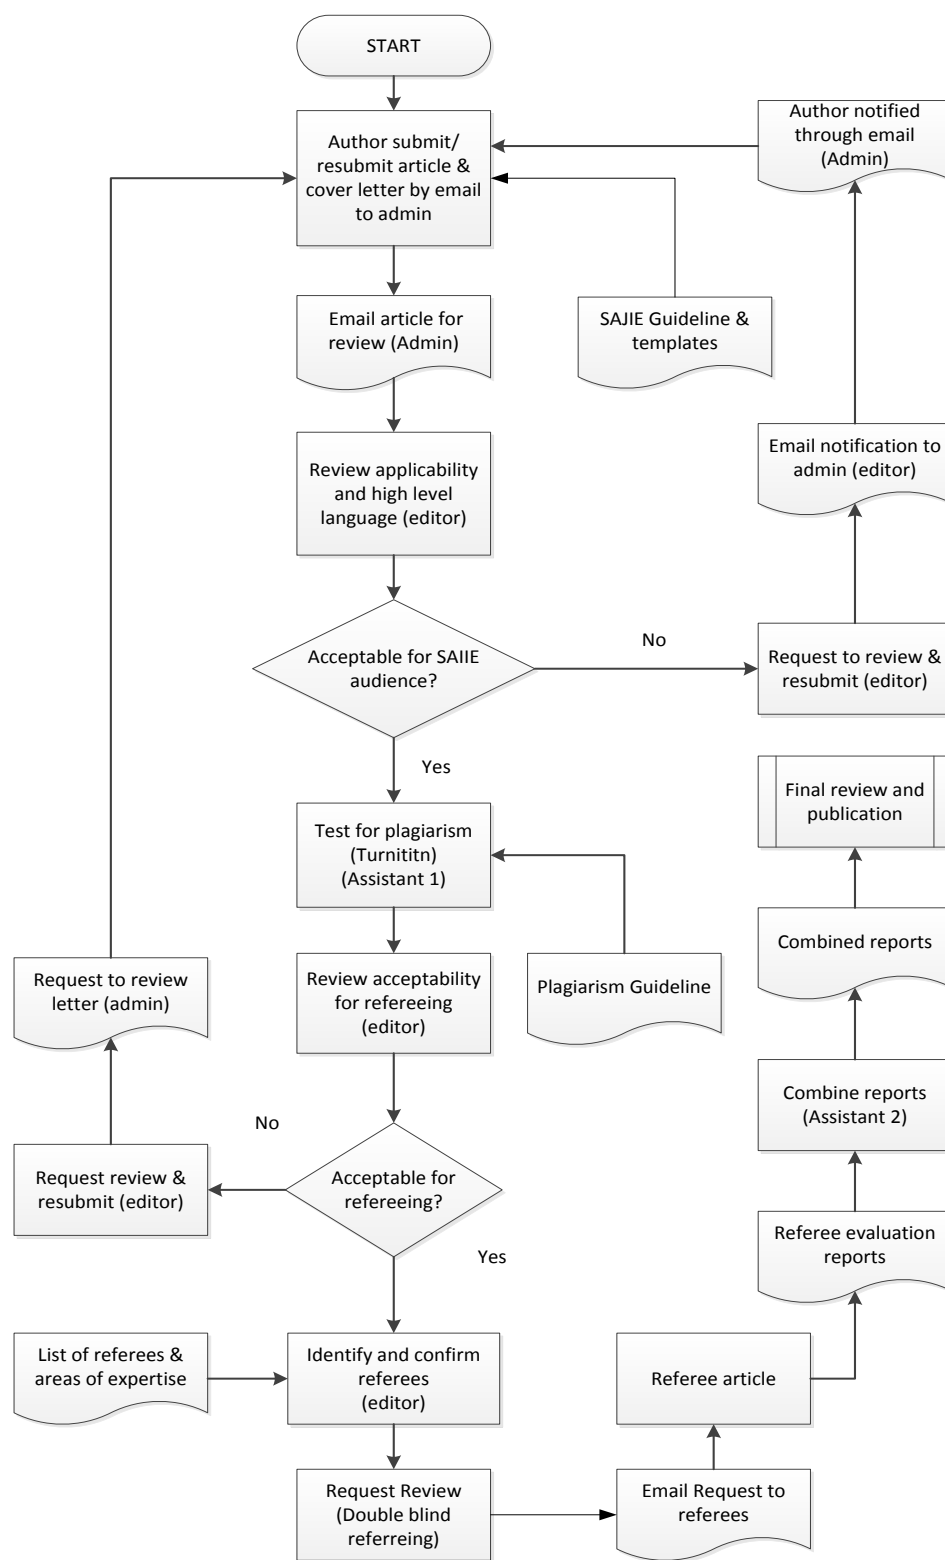 START
Author submit/
resubmit article &
cover letter by email
to admin
Author notified
through email
(Admin)
Email article for
review (Admin)
SAJIE Guideline &
templates
Review applicability
and high level
language (editor)
Email notification to
admin (editor)
Acceptable for SAIIE
audience?
No
Request to review &
resubmit (editor)
Yes
Test for plagiarism
(Turnititn)
(Assistant 1)
Final review and
publication
Review acceptability
for refereeing
(editor)
Plagiarism Guideline
Combined reports
Request to review
letter (admin)
Combine reports
(Assistant 2)
No
Request review &
resubmit (editor)
Acceptable for
refereeing?
Yes
Referee evaluation
reports
List of referees &
areas of expertise
Identify and confirm
referees
(editor)
Referee article
Request Review
(Double blind
referreing)
Email Request to
referees